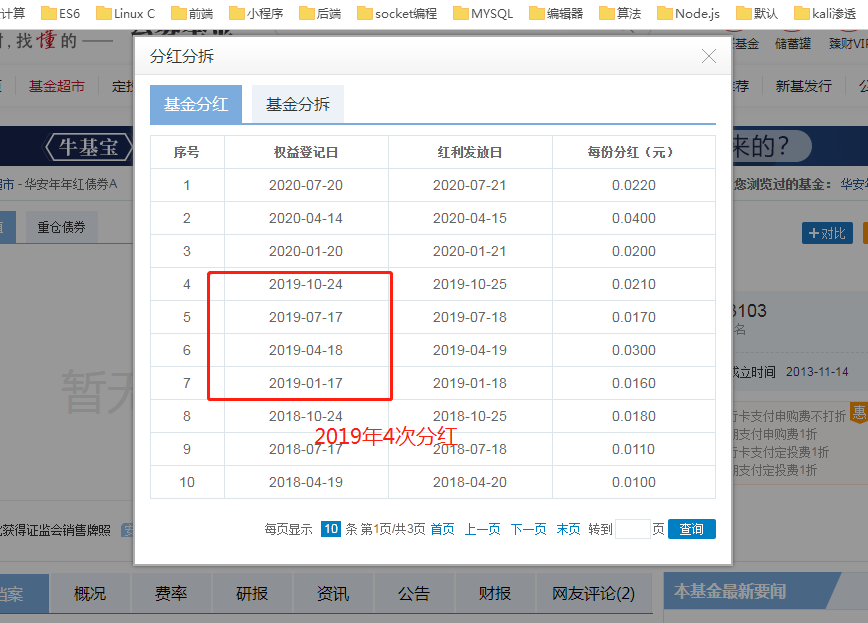 计算 ES6 Linux C 前端 小程序 后端 socket编程 MYSQL 编辑器 算法 Node.js 默认 kali渗透
找懂的
基金 储蓄罐 臻财VIP
基金超市 定投 新基发行
牛基宝 来的?
超市 - 华安年年红债券A 您浏览过的基金: 华安
重仓债券 +对比
分红分拆
基金分红 基金分拆
序号 权益登记日 红利发放日 每份分红（元）
1 2020-07-20 2020-07-21 0.0220
2 2020-04-14 2020-04-15 0.0400
3 2020-01-20 2020-01-21 0.0200
4 2019-10-24 2019-10-25 0.0210
5 2019-07-17 2019-07-18 0.0170
6 2019-04-18 2019-04-19 0.0300
7 2019-01-17 2019-01-18 0.0160
8 2018-10-24 2018-10-25 0.0180
2019年4次分红
9 2018-07-17 2018-07-18 0.0110
10 2018-04-19 2018-04-20 0.0100
每页显示 10 条 第1页/共3页 首页 上一页 下一页 末页 转到 页 查询
3103
名
成立时间 2013-11-14
暂无
行卡支付申购费不打折 惠
支付申购费1折
行卡支付定投费1折
支付定投费1折
获得证监会销售牌照
档案 概况 费率 研报 资讯 公告 财报 网友评论(2) 本基金最新要闻